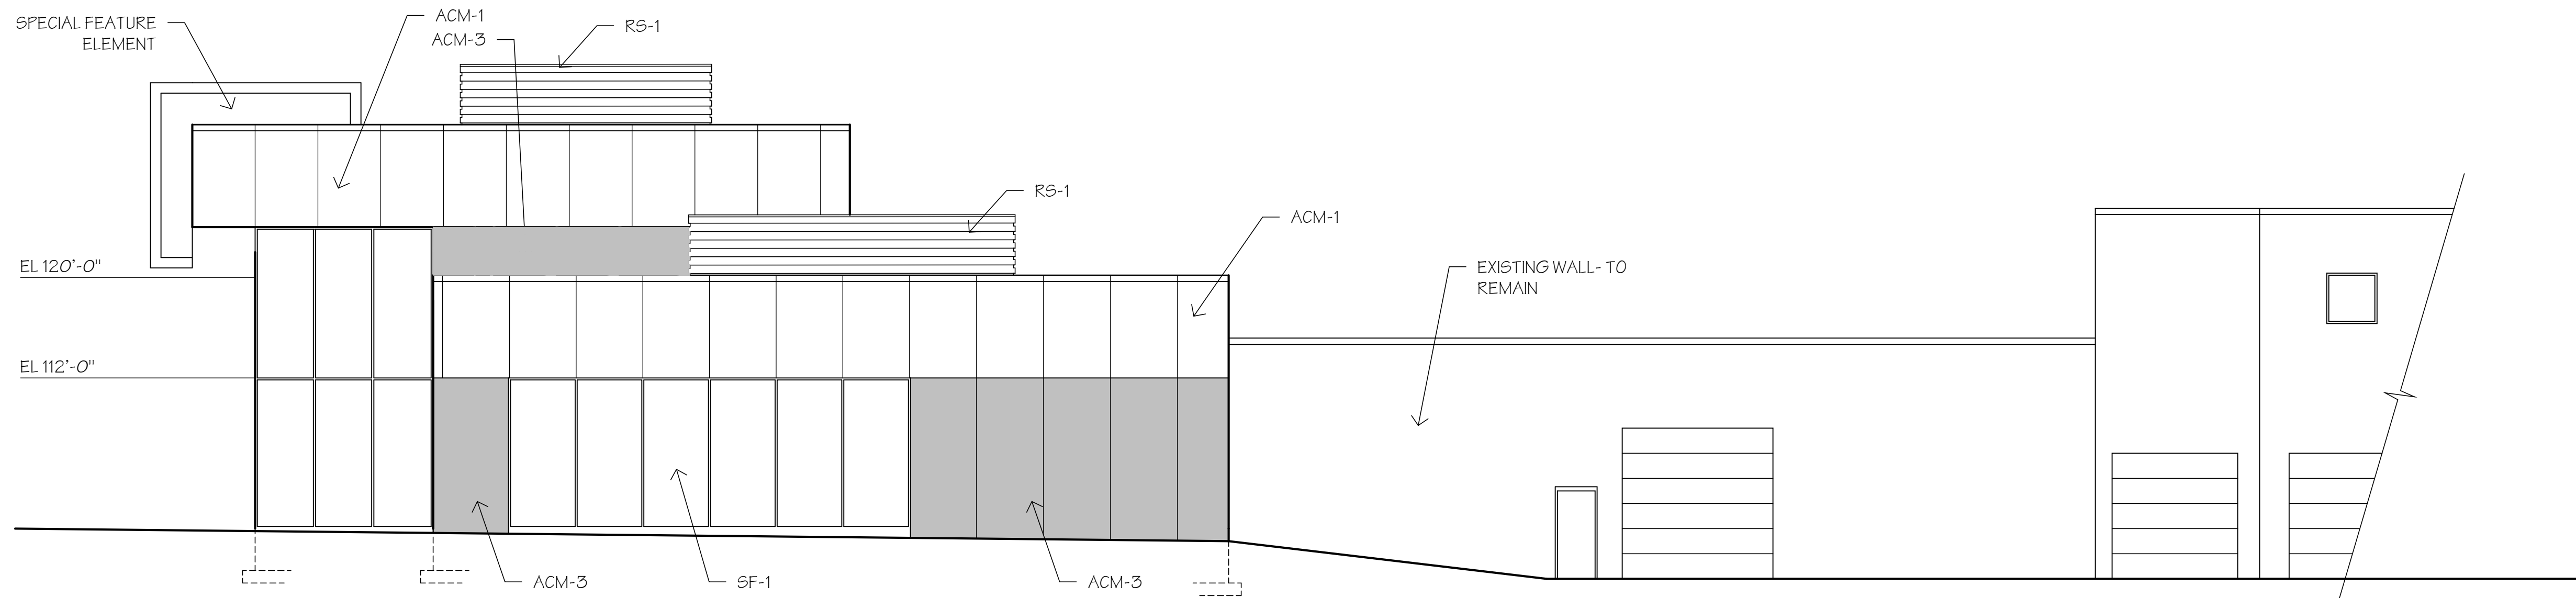 SPECIAL FEATURE
ELEMENT
ACM-1
ACM-3
RS-1
RS-1
ACM-1
EXISTING WALL- TO
REMAIN
EL 120'-0"
EL 112'-0"
ACM-3
SF-1
ACM-3